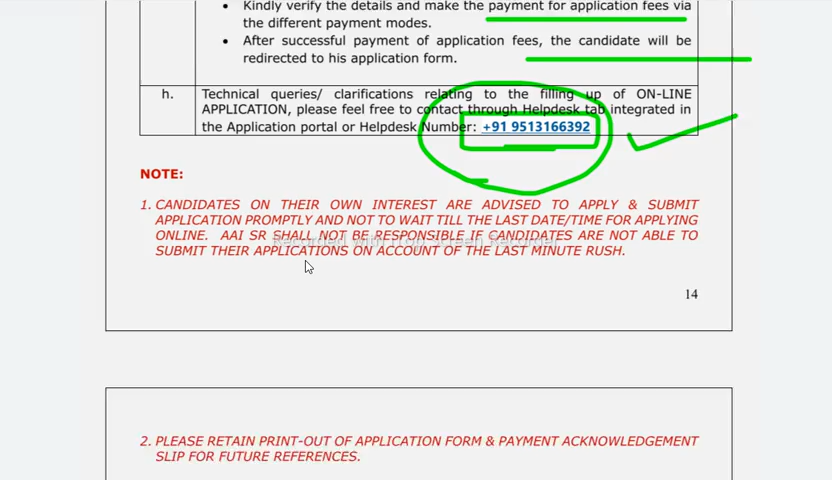 • Kindly verify the details and make the payment for application fees via
the different payment modes.
• After successful payment of application fees, the candidate will be
redirected to his application form.
h. Technical queries/ clarifications relating to the filling up of ON-LINE
APPLICATION, please feel free to contact through Helpdesk tab integrated
in the Application portal or Helpdesk Number: +91 9513166392
NOTE:
1. CANDIDATES ON THEIR OWN INTEREST ARE ADVISED TO APPLY & SUBMIT
APPLICATION PROMPTLY AND NOT TO WAIT TILL THE LAST DATE/TIME FOR APPLYING
ONLINE. AAI SR SHALL NOT BE RESPONSIBLE IF CANDIDATES ARE NOT ABLE TO
Recorded with iTop Screen Recorder
SUBMIT THEIR APPLICATIONS ON ACCOUNT OF THE LAST MINUTE RUSH.
14
2. PLEASE RETAIN PRINT-OUT OF APPLICATION FORM & PAYMENT ACKNOWLEDGEMENT
SLIP FOR FUTURE REFERENCES.